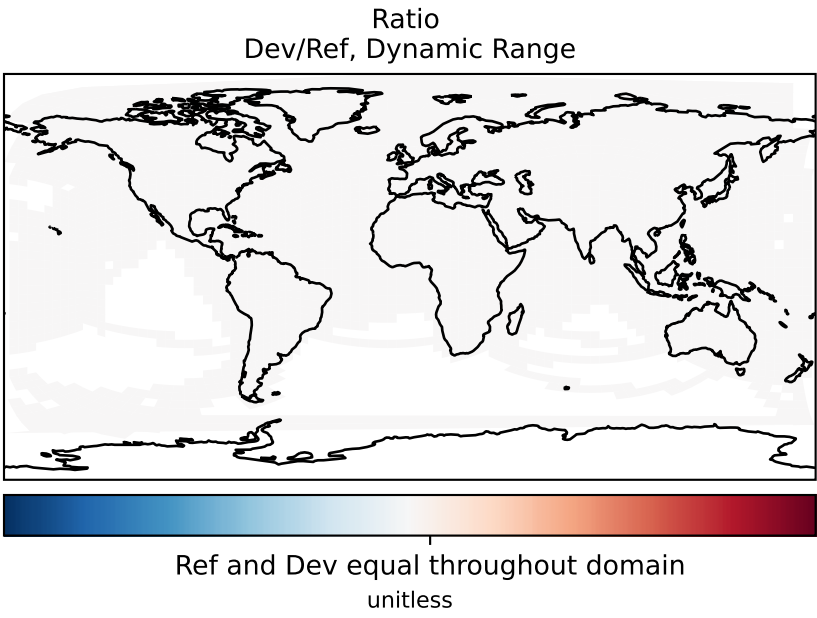 Ratio
Dev/Ref, Dynamic Range
Ref and Dev equal throughout domain
unitless